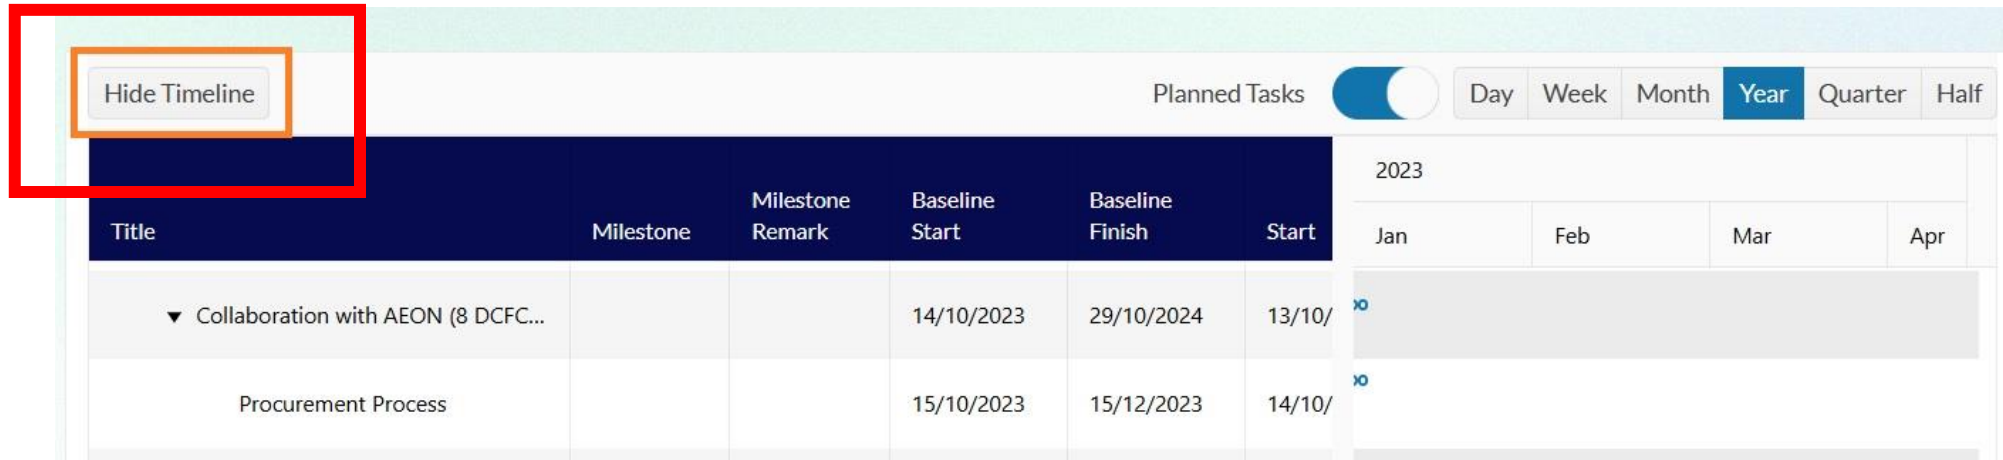 Hide Timeline
Planned Tasks
Day Week Month Year Quarter Half
2023
Title Milestone Milestone Remark Baseline Start Baseline Finish Start
Jan Feb Mar Apr
▼ Collaboration with AEON (8 DCFC... 14/10/2023 29/10/2024 13/10/
Procurement Process 15/10/2023 15/12/2023 14/10/